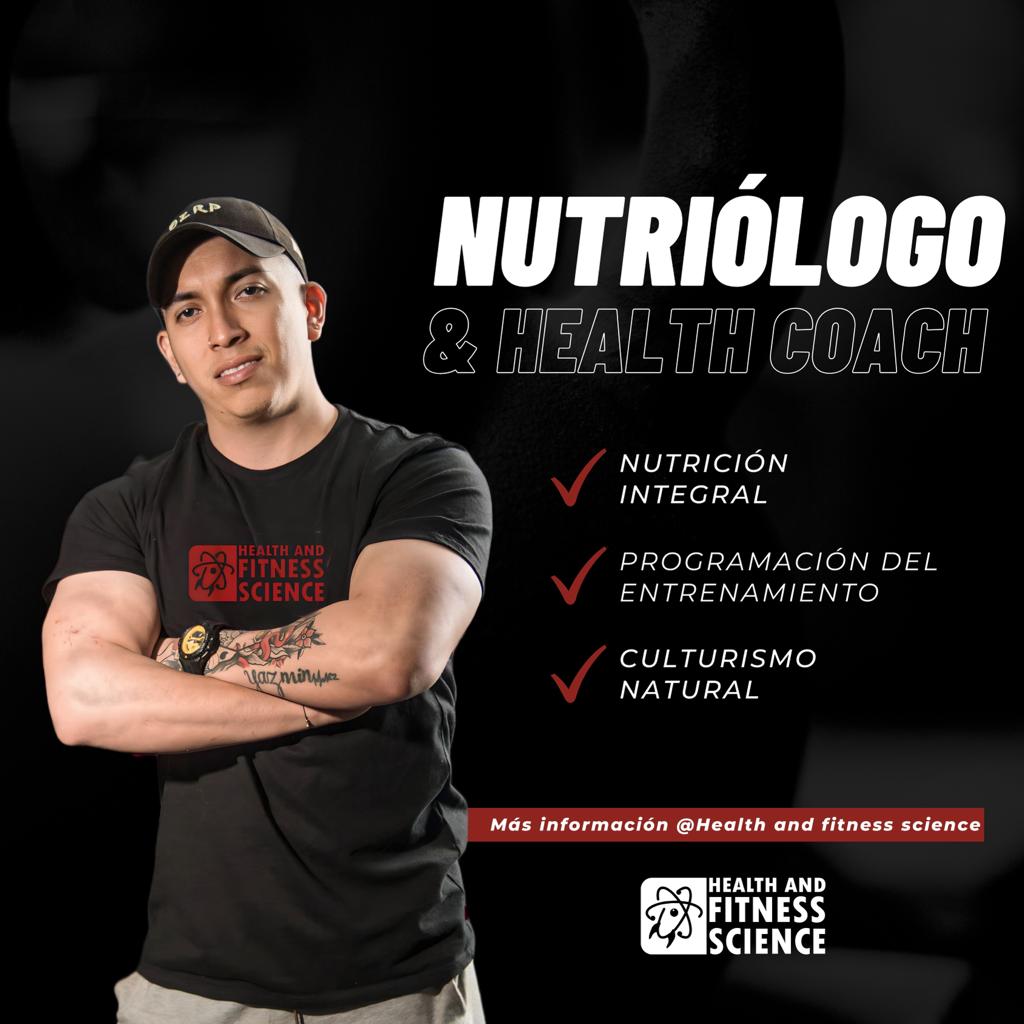 NUTRIÓLOGO
& HEALTH COACH
NUTRICIÓN
INTEGRAL
PROGRAMACIÓN DEL
ENTRENAMIENTO
CULTURISMO
NATURAL
HEALTH AND
FITNESS
SCIENCE
Yazmin
Más información @Health and fitness science
HEALTH AND
FITNESS
SCIENCE